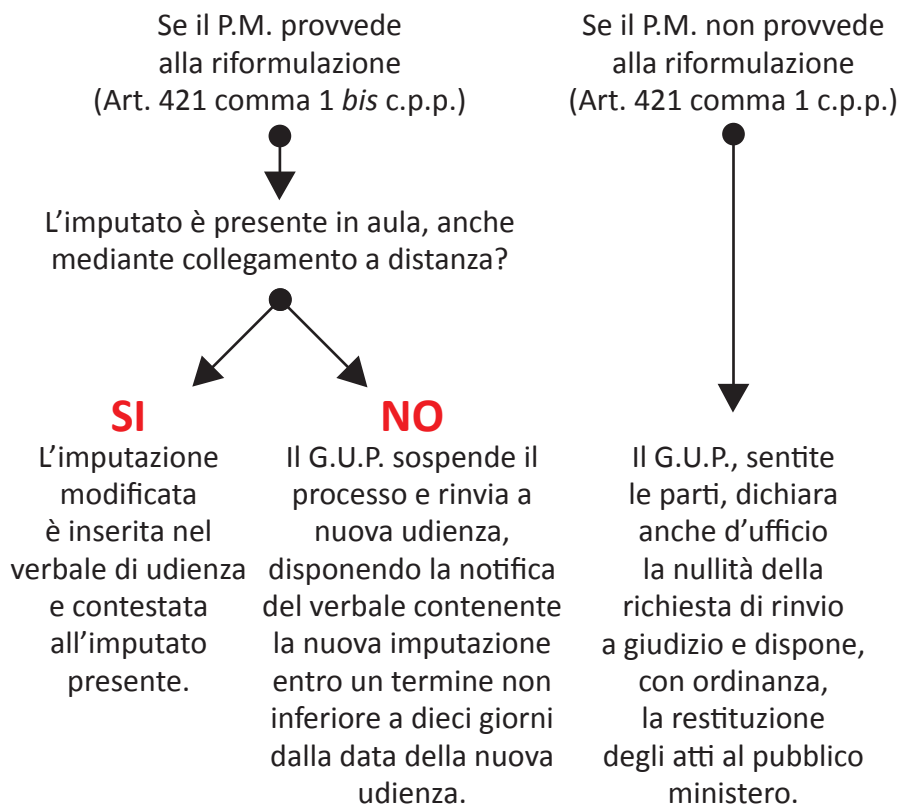 Se il P.M. provvede
alla riformulazione
(Art. 421 comma 1 bis c.p.p.)
Se il P.M. non provvede
alla riformulazione
(Art. 421 comma 1 c.p.p.)
L’imputato è presente in aula, anche
mediante collegamento a distanza?
SI
L’imputazione
modificata
è inserita nel
verbale di udienza
e contestata
all’imputato
presente.
NO
Il G.U.P. sospende il
processo e rinvia a
nuova udienza,
disponendo la notifica
del verbale contenente
la nuova imputazione
entro un termine non
inferiore a dieci giorni
dalla data della nuova
udienza.
Il G.U.P., sentite
le parti, dichiara
anche d’ufficio
la nullità della
richiesta di rinvio
a giudizio e dispone,
con ordinanza,
la restituzione
degli atti al pubblico
ministero.